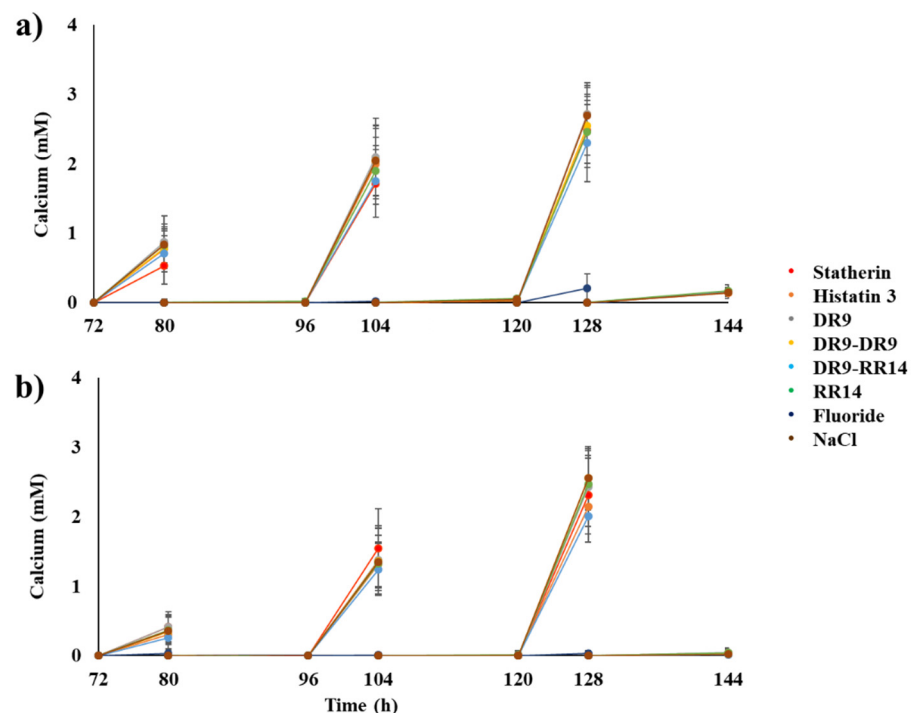 a)
4
3
2
1
0
Calcium (mM)
72 80 96 104 120 128 144
Statherin
Histatin 3
DR9
DR9-DR9
DR9-RR14
RR14
Fluoride
NaCl
b)
4
3
2
1
0
Calcium (mM)
72 80 96 104 120 128 144
Time (h)